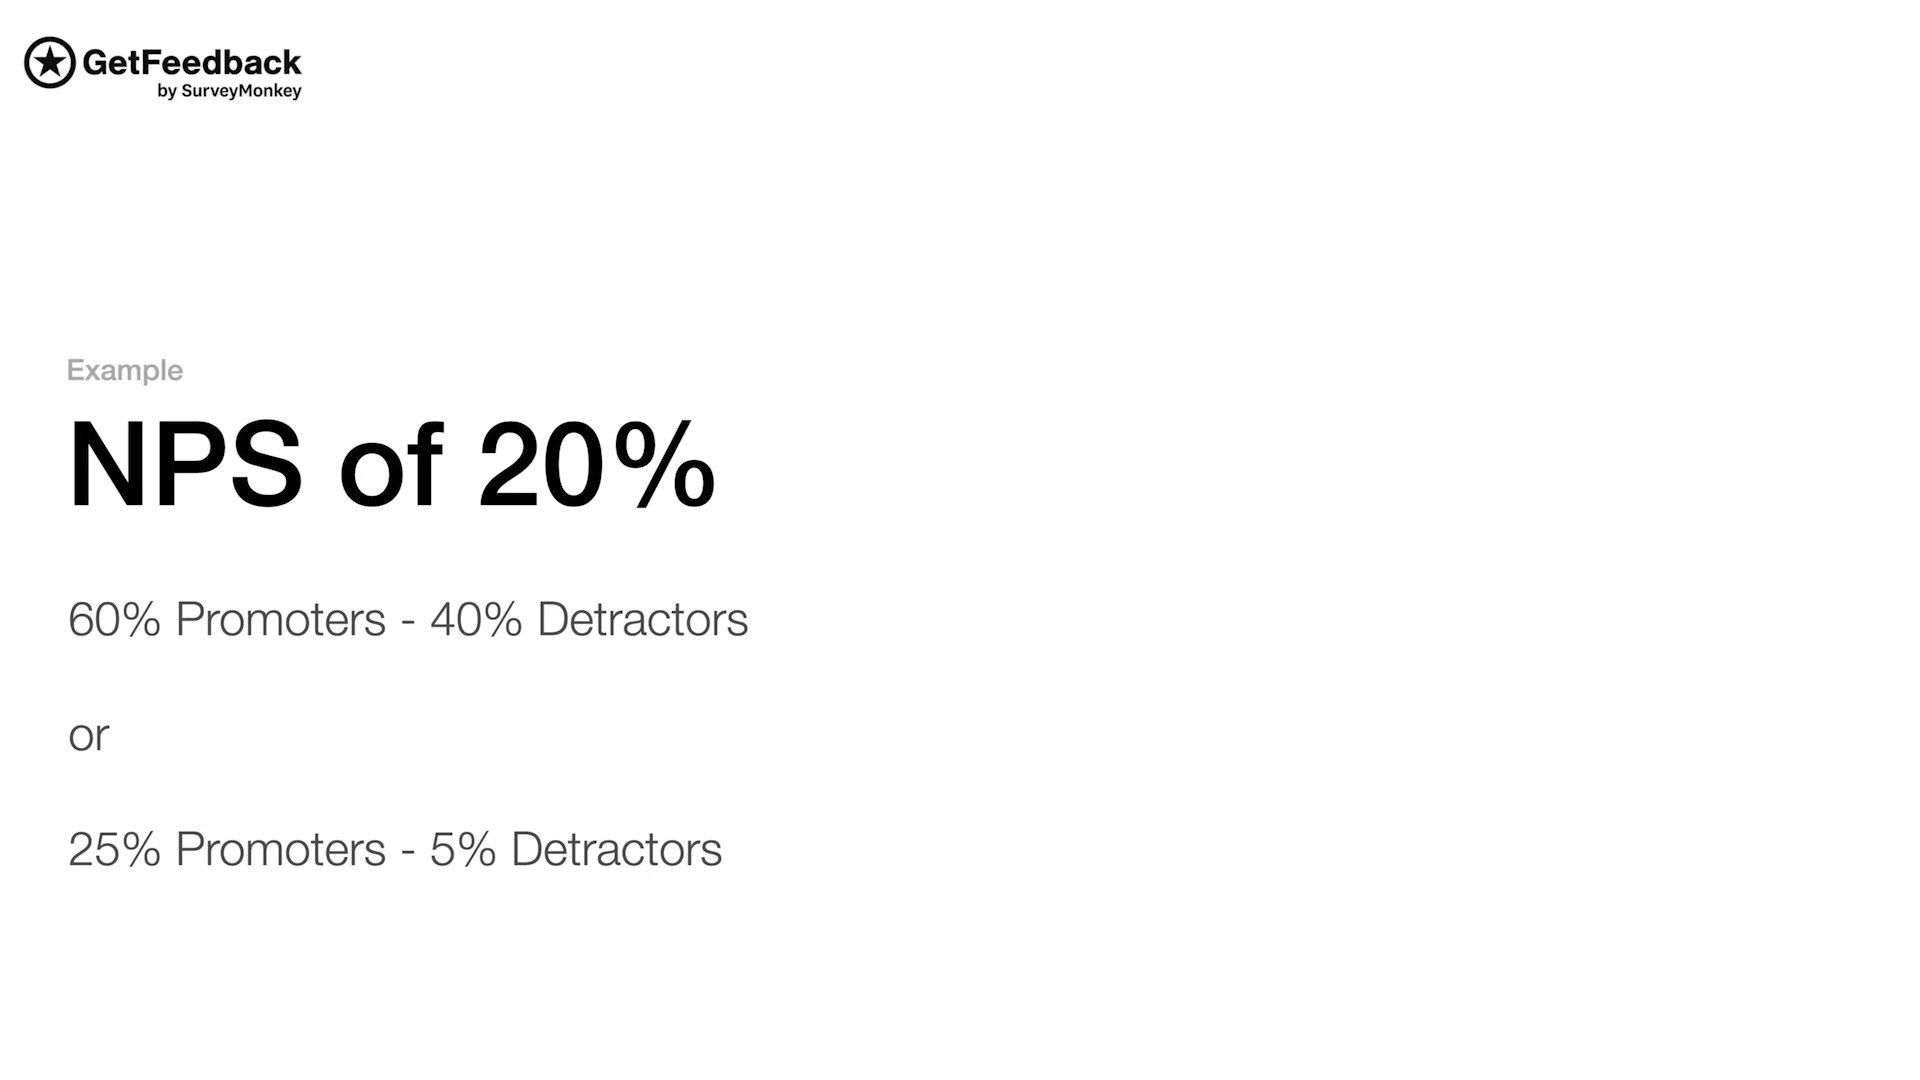 GetFeedback
by SurveyMonkey
Example
NPS of 20%
60% Promoters - 40% Detractors
or
25% Promoters - 5% Detractors